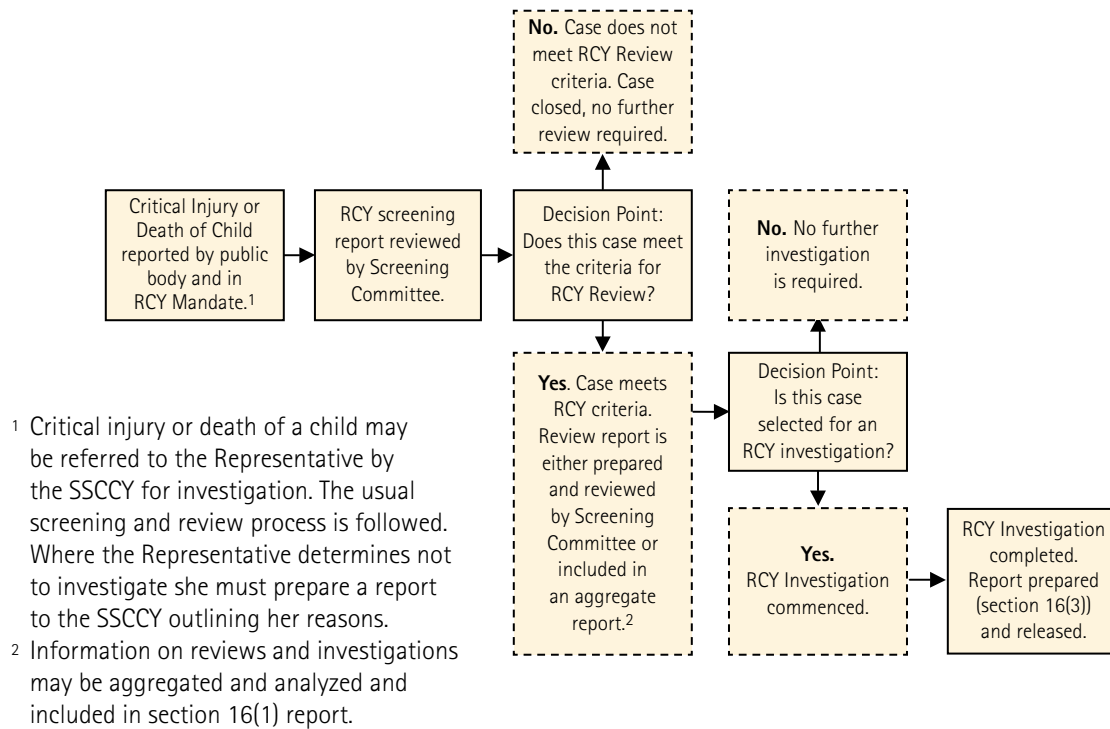 No. Case does not
meet RCY Review
criteria. Case
closed, no further
review required.
Critical Injury or
Death of Child
reported by public
body and in
RCY Mandate.1
RCY screening
report reviewed
by Screening
Committee.
Decision Point:
Does this case meet
the criteria for
RCY Review?
No. No further
investigation
is required.
Yes. Case meets
RCY criteria.
Review report is
either prepared
and reviewed
by Screening
Committee or
included in
an aggregate
report.2
Decision Point:
Is this case
selected for an
RCY investigation?
Yes.
RCY Investigation
commenced.
RCY Investigation
completed.
Report prepared
(section 16(3))
and released.
1 Critical injury or death of a child may
be referred to the Representative by
the SSCCY for investigation. The usual
screening and review process is followed.
Where the Representative determines not
to investigate she must prepare a report
to the SSCCY outlining her reasons.
2 Information on reviews and investigations
may be aggregated and analyzed and
included in section 16(1) report.